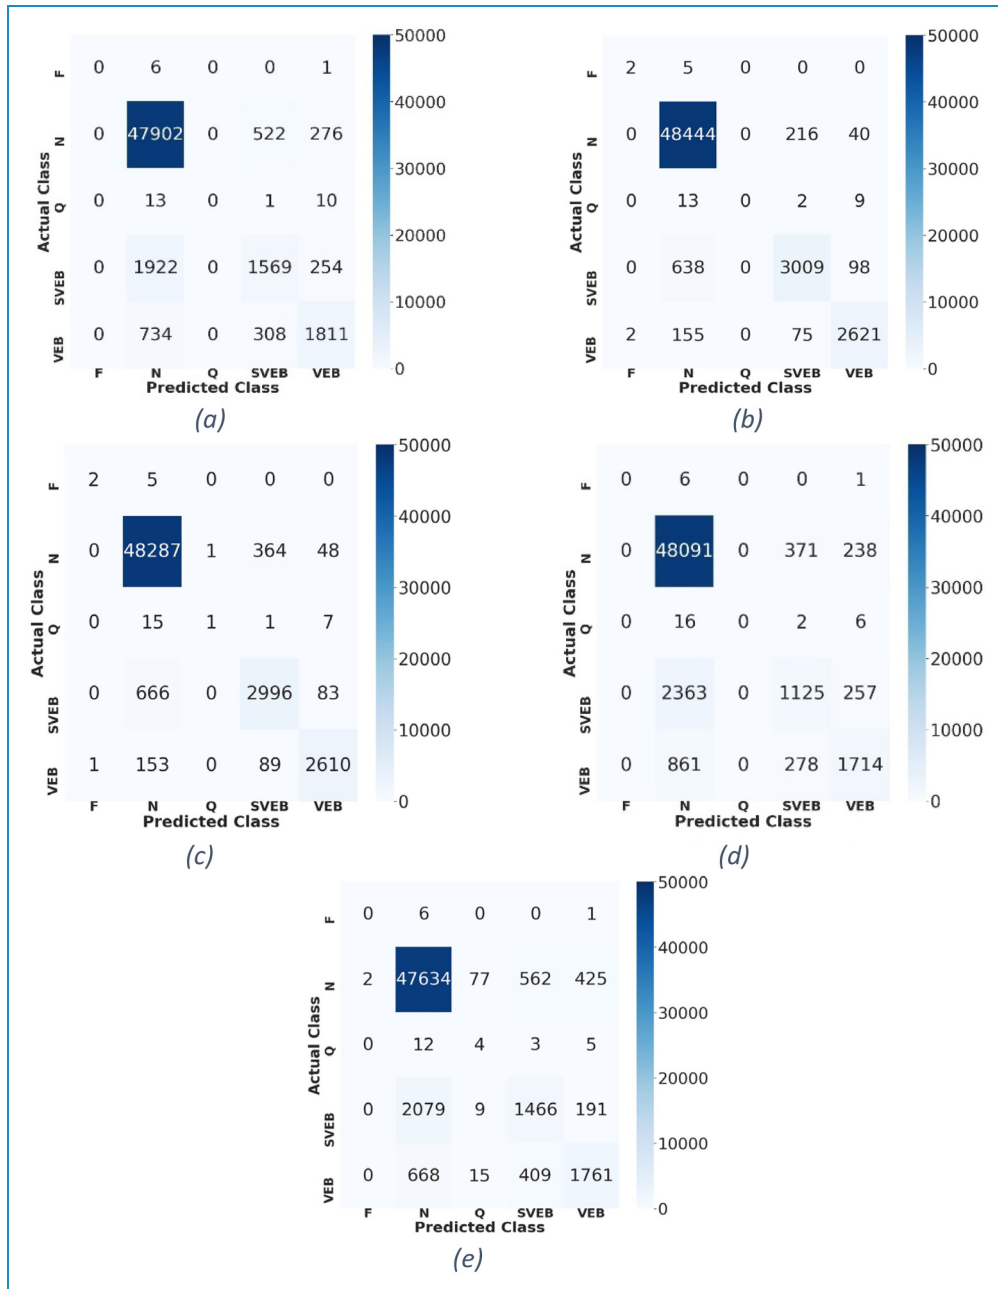 F 0 6 0 0 1
N 0 47902 0 522 276
Q 0 13 0 1 10
SVEB 0 1922 0 1569 254
VEB 0 734 0 308 1811
F N Q SVEB VEB
Actual Class
Predicted Class
50000
40000
30000
20000
10000
0
(a)
F 2 5 0 0 0
N 0 48444 0 216 40
Q 0 13 0 2 9
SVEB 0 638 0 3009 98
VEB 2 155 0 75 2621
F N Q SVEB VEB
Actual Class
Predicted Class
50000
40000
30000
20000
10000
0
(b)
F 2 5 0 0 0
N 0 48287 1 364 48
Q 0 15 1 1 7
SVEB 0 666 0 2996 83
VEB 1 153 0 89 2610
F N Q SVEB VEB
Actual Class
Predicted Class
50000
40000
30000
20000
10000
0
(c)
F 0 6 0 0 1
N 0 48091 0 371 238
Q 0 16 0 2 6
SVEB 0 2363 0 1125 257
VEB 0 861 0 278 1714
F N Q SVEB VEB
Actual Class
Predicted Class
50000
40000
30000
20000
10000
0
(d)
F 0 6 0 0 1
N 2 47634 77 562 425
Q 0 12 4 3 5
SVEB 0 2079 9 1466 191
VEB 0 668 15 409 1761
F N Q SVEB VEB
Actual Class
Predicted Class
50000
40000
30000
20000
10000
0
(e)